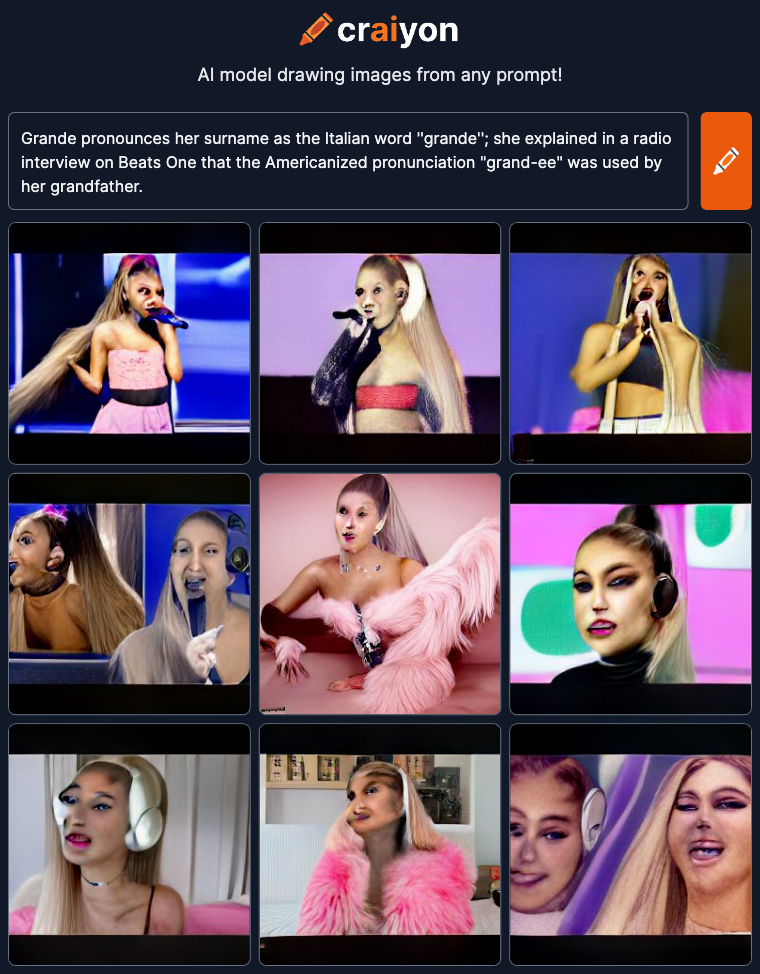 craiyon
AI model drawing images from any prompt!
Grande pronounces her surname as the Italian word "grande"; she explained in a radio
interview on Beats One that the Americanized pronunciation "grand-ee" was used by
her grandfather.